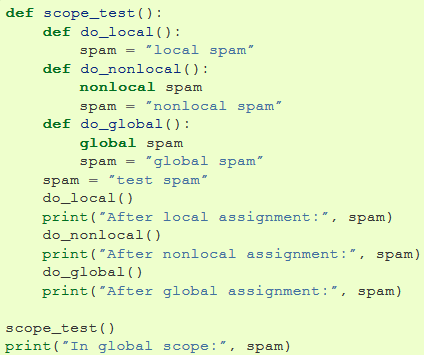 def scope_test():
    def do_local():
        spam = "local spam"
    def do_nonlocal():
        nonlocal spam
        spam = "nonlocal spam"
    def do_global():
        global spam
        spam = "global spam"
    spam = "test spam"
    do_local()
    print("After local assignment:", spam)
    do_nonlocal()
    print("After nonlocal assignment:", spam)
    do_global()
    print("After global assignment:", spam)

scope_test()
print("In global scope:", spam)